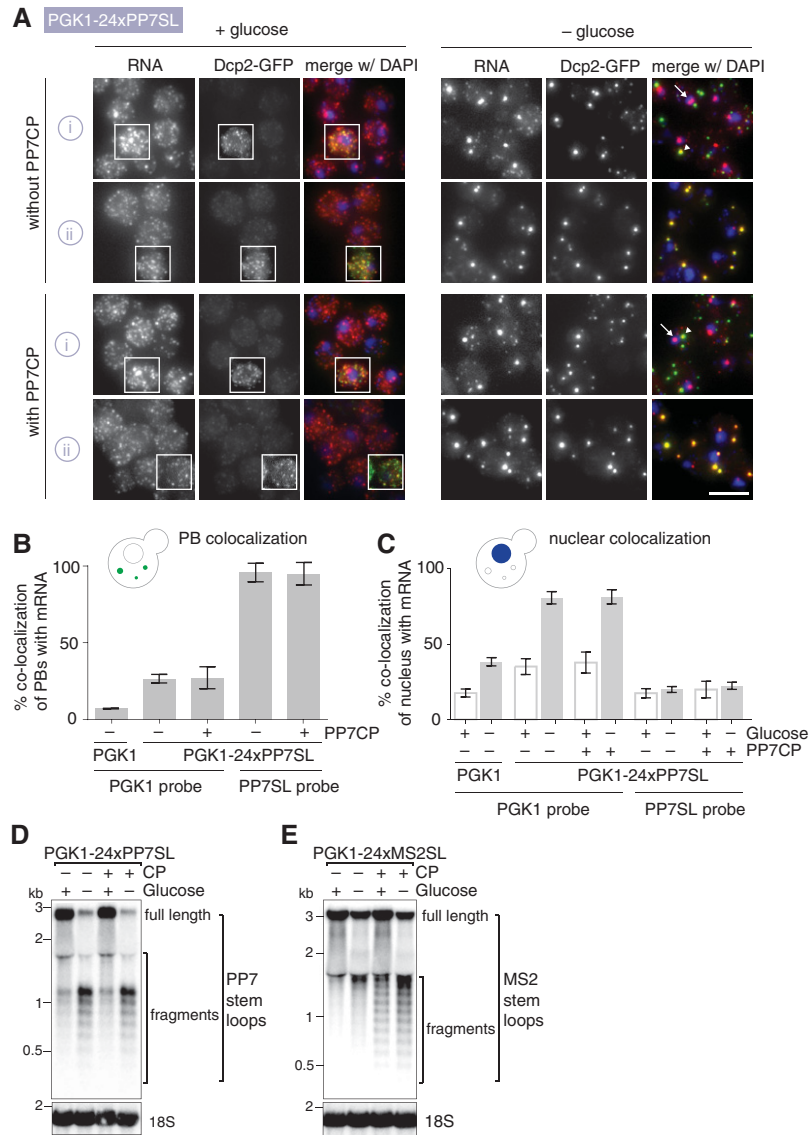 A PGK1-24xPP7SL
+ glucose
– glucose
RNA Dcp2-GFP merge w/ DAPI
RNA Dcp2-GFP merge w/ DAPI
without PP7CP
i
ii
with PP7CP
i
ii
B
PB colocalization
% co-localization of PBs with mRNA
100
50
0
– – + – + PP7CP
PGK1 PGK1-24xPP7SL
PGK1 probe PP7SL probe
C
nuclear colocalization
% co-localization of nucleus with mRNA
100
50
0
+ – + – + – + – + – Glucose
– – – – + + – – + + PP7CP
PGK1 PGK1-24xPP7SL
PGK1 probe PP7SL probe
D
PGK1-24xPP7SL
– – + + CP
+ – + – Glucose
kb
3
2
1
0.5
2
full length
fragments
PP7 stem loops
18S
E
PGK1-24xMS2SL
– – + + CP
+ – + – Glucose
kb
3
2
1
0.5
2
full length
fragments
MS2 stem loops
18S